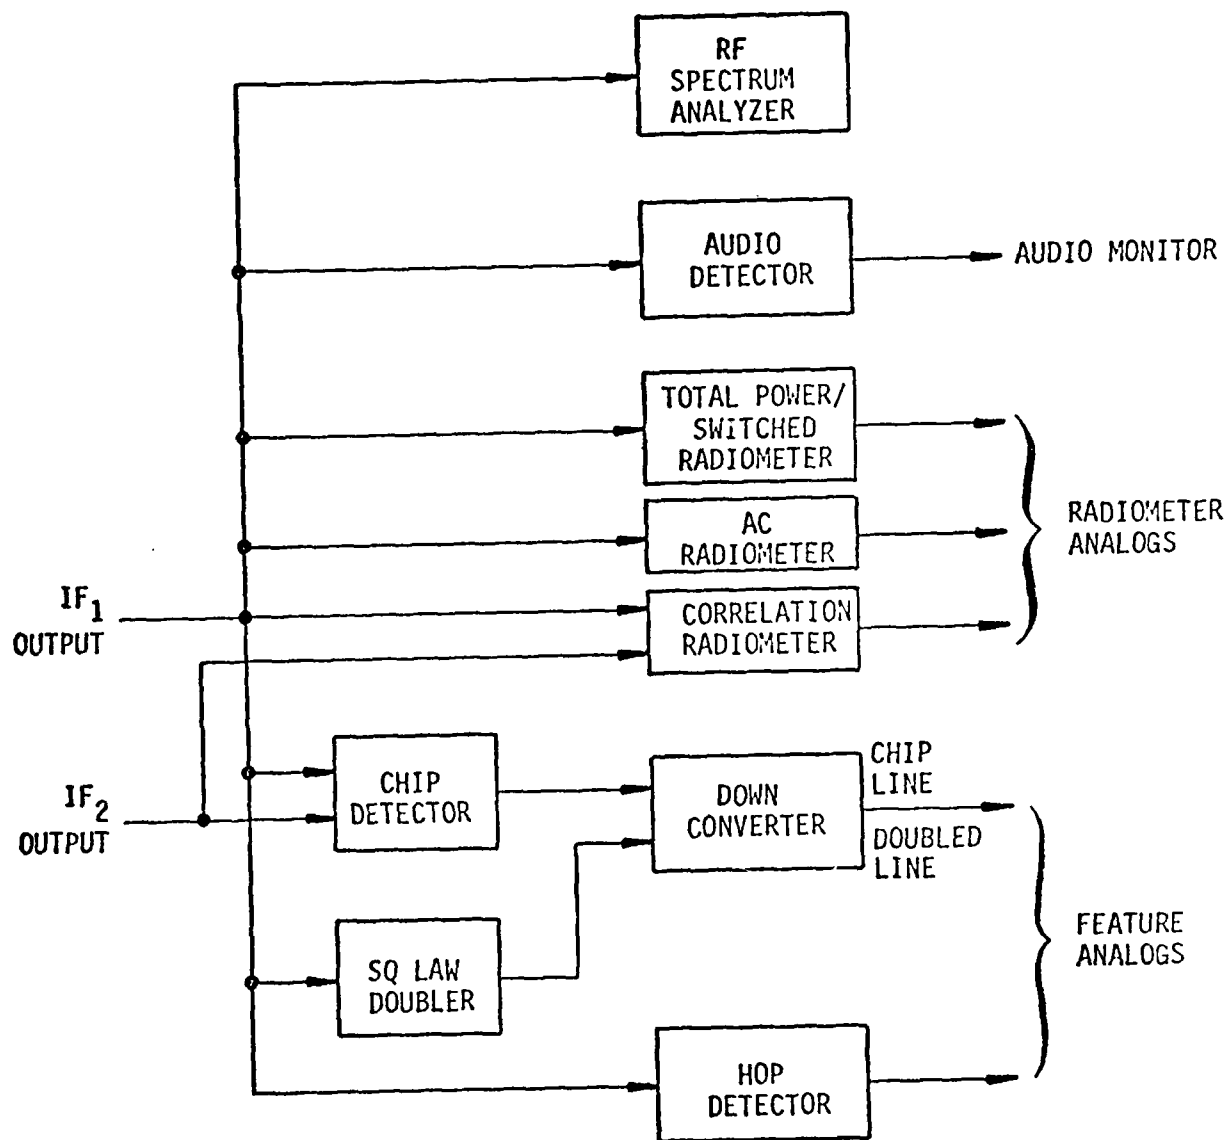 RF
SPECTRUM
ANALYZER
AUDIO
DETECTOR
AUDIO MONITOR
TOTAL POWER/
SWITCHED
RADIOMETER
AC
RADIOMETER
RADIOMETER
ANALOGS
IF1
OUTPUT
CORRELATION
RADIOMETER
IF2
OUTPUT
CHIP
DETECTOR
DOWN
CONVERTER
CHIP
LINE
DOUBLED
LINE
SQ LAW
DOUBLER
FEATURE
ANALOGS
HOP
DETECTOR